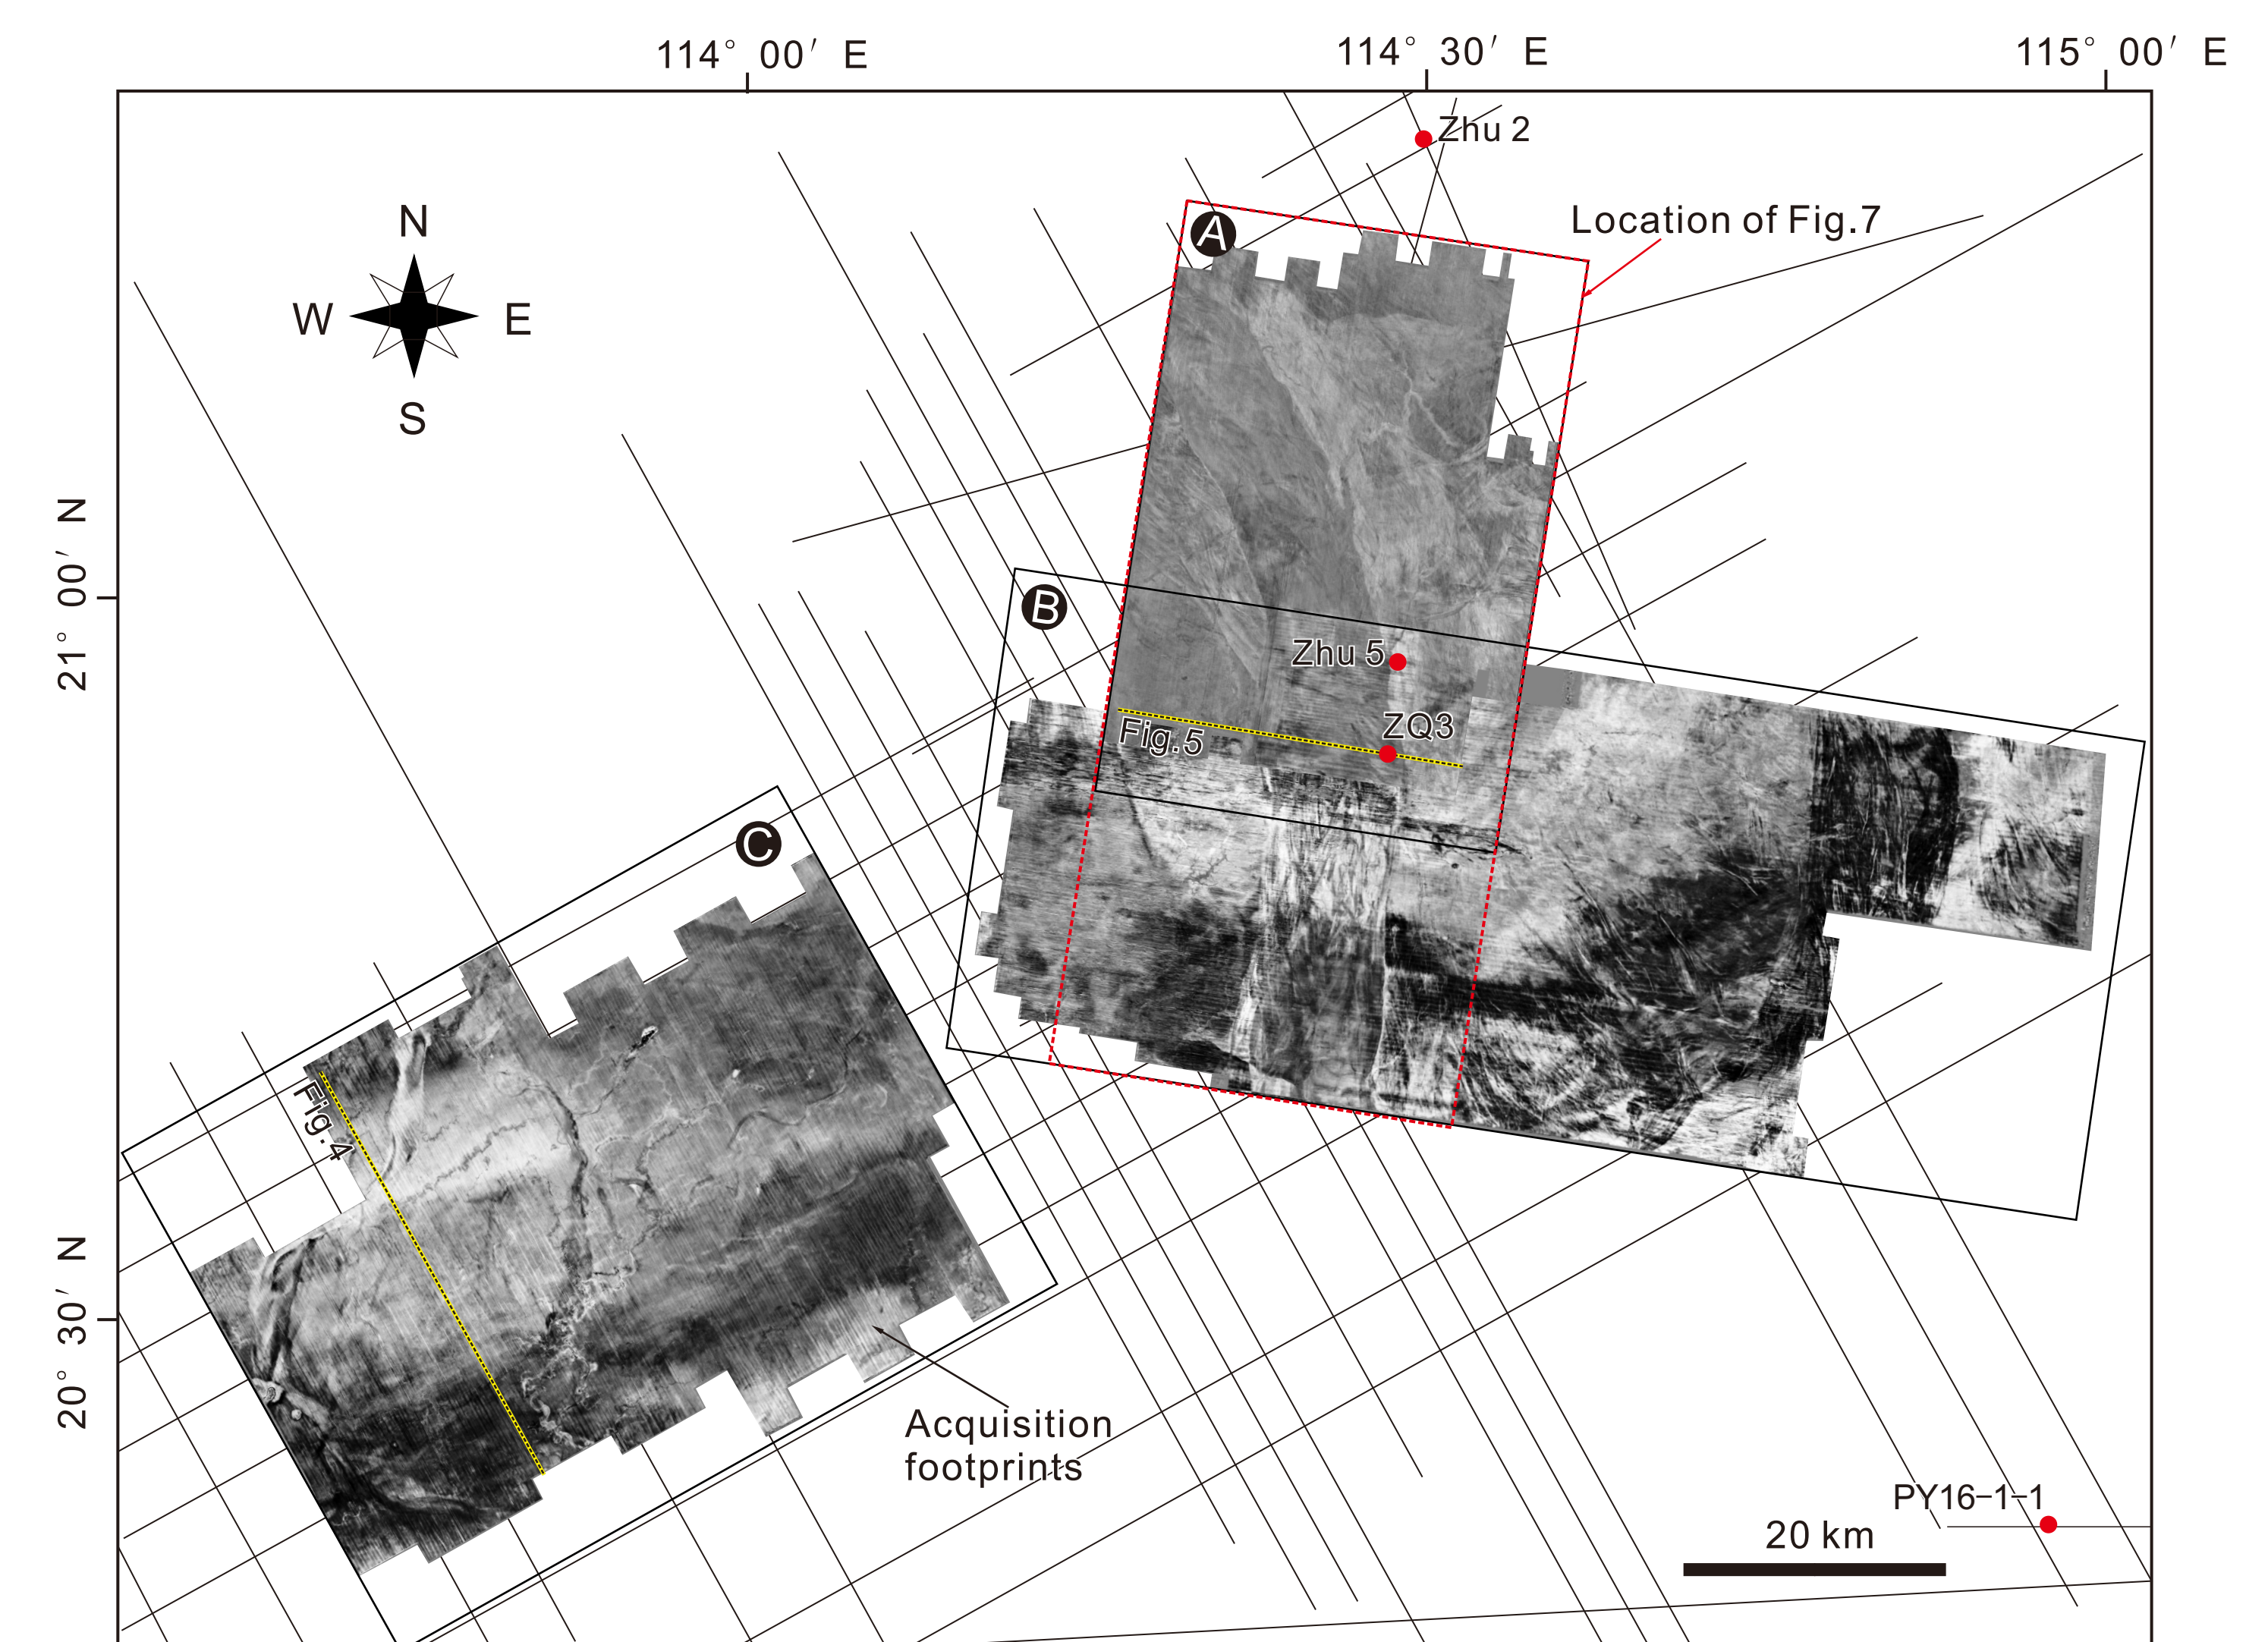 114° 00′ E
114° 30′ E
115° 00′ E
Zhu 2
N
W
E
S
A
Location of Fig.7
21° 00′ N
B
Zhu 5
ZQ3
Fig.5
C
Fig.4
20° 30′ N
Acquisition
footprints
PY16-1-1
20 km